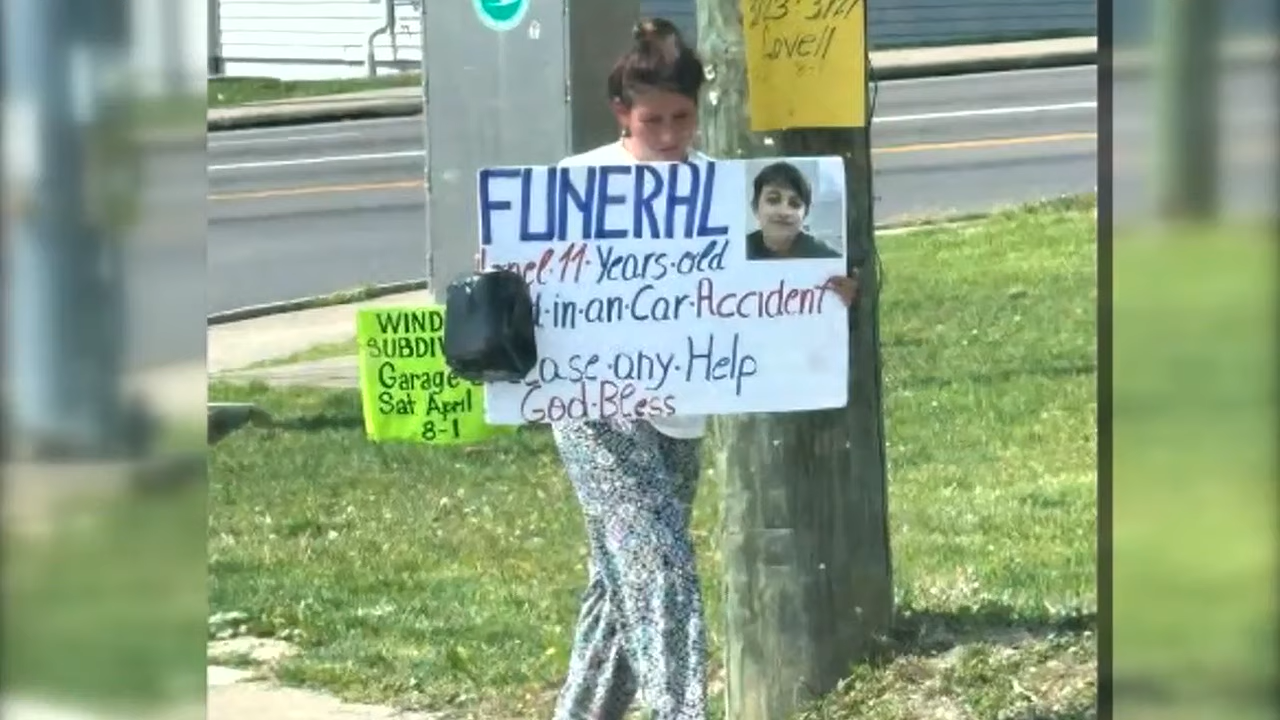 Lovell
FUNERAL
11·Years·old
in·an·Car·Accident
any·Help
God·Bless
WIND
SUBDIV
Garage
Sat April
8-1